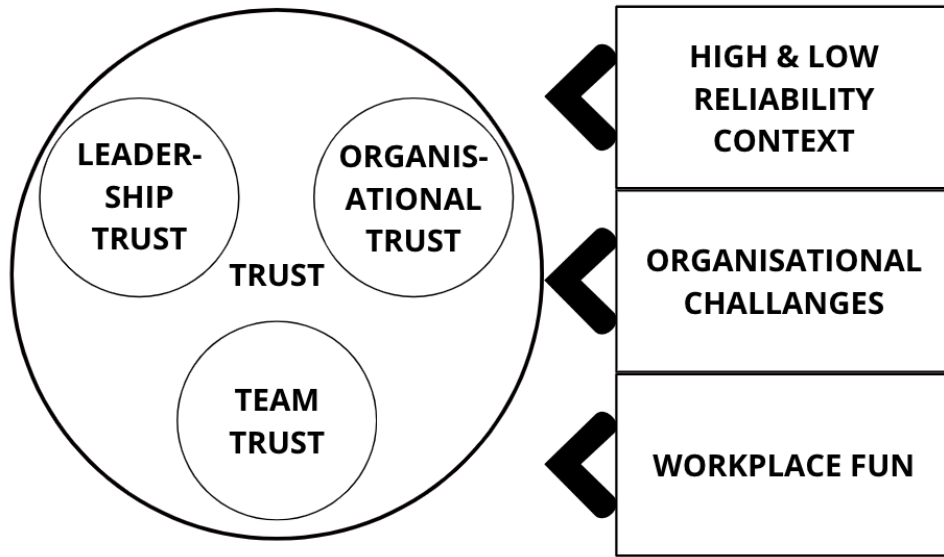 LEADER-
SHIP
TRUST
ORGANIS-
ATIONAL
TRUST
TRUST
TEAM
TRUST
HIGH & LOW
RELIABILITY
CONTEXT
ORGANISATIONAL
CHALLANGES
WORKPLACE FUN